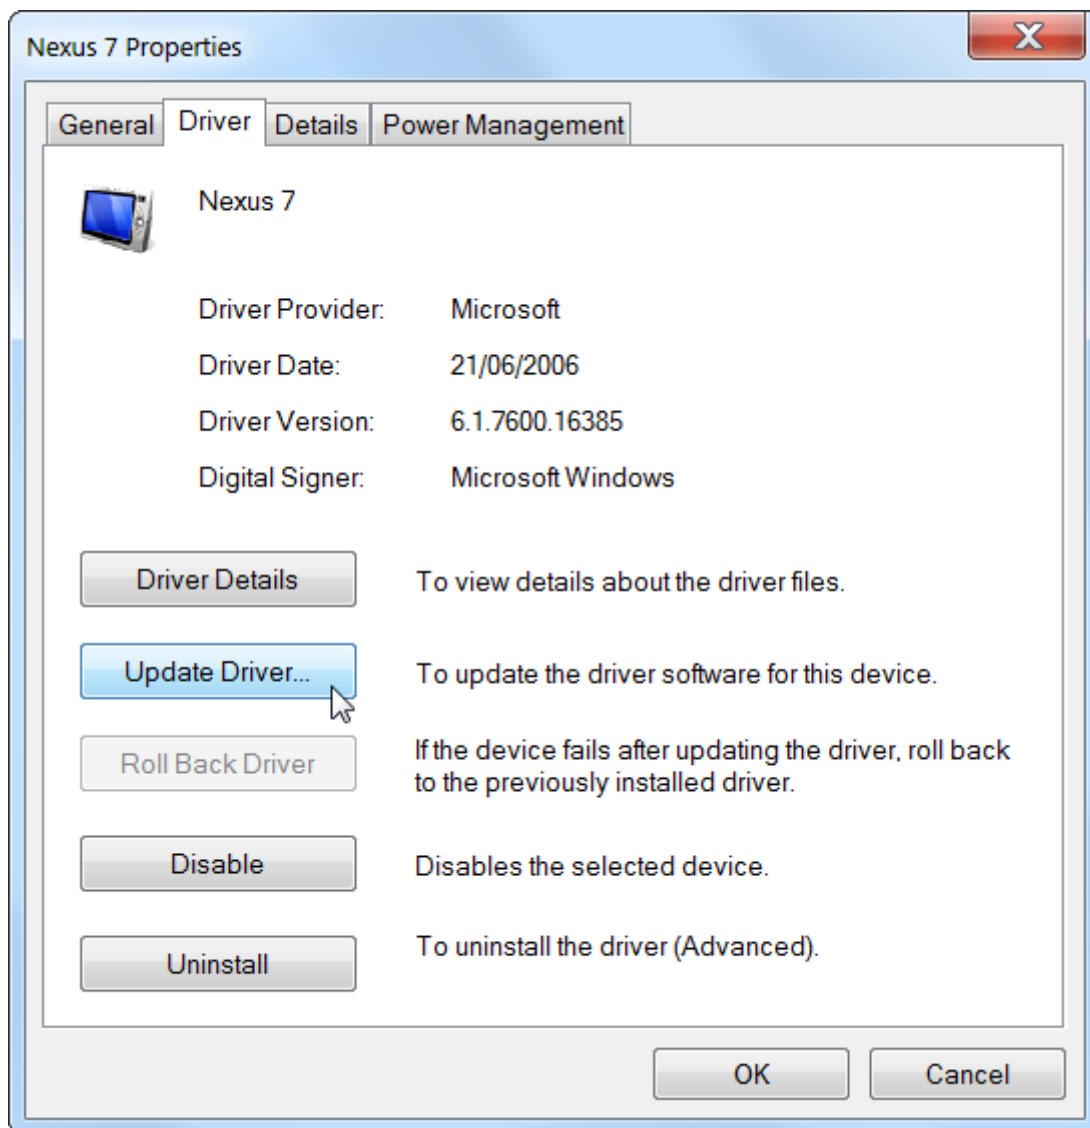 Nexus 7 Properties
X
General Driver Details Power Management
Nexus 7
Driver Provider: Microsoft
Driver Date: 21/06/2006
Driver Version: 6.1.7600.16385
Digital Signer: Microsoft Windows
Driver Details To view details about the driver files.
Update Driver... To update the driver software for this device.
Roll Back Driver If the device fails after updating the driver, roll back
to the previously installed driver.
Disable Disables the selected device.
Uninstall To uninstall the driver (Advanced).
OK Cancel